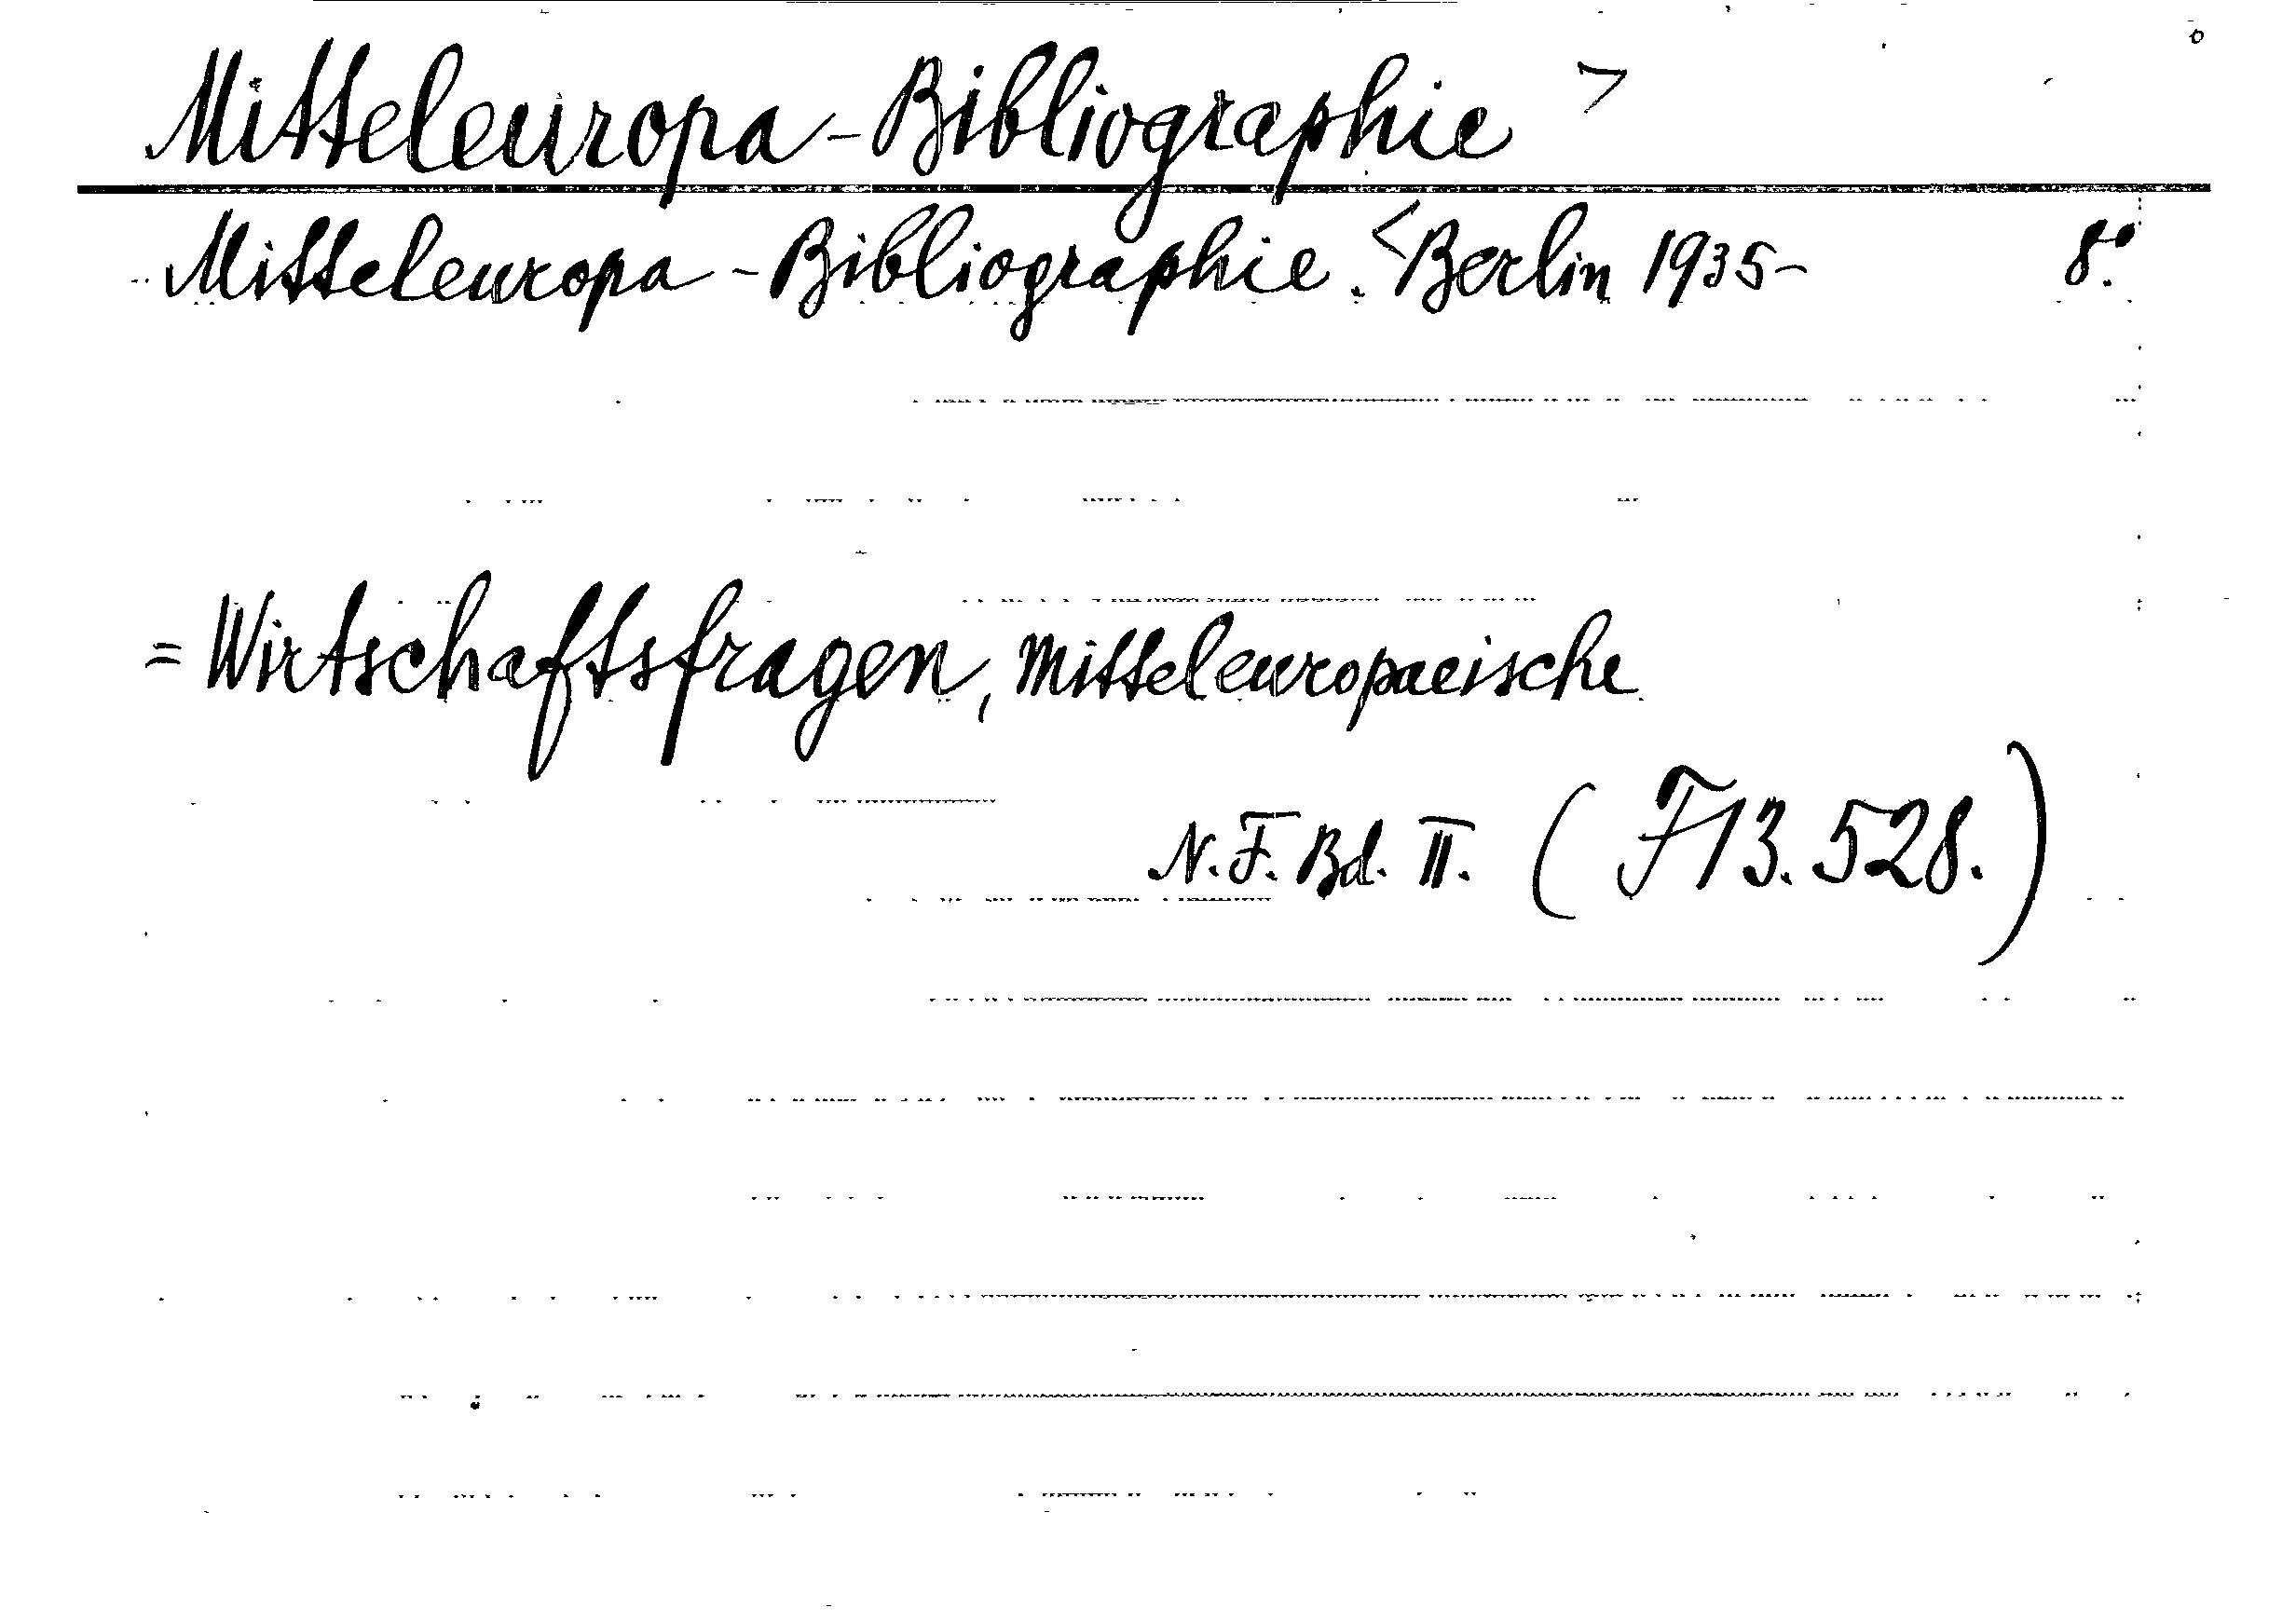 Mitteleuropa-Bibliographie >
Mitteleuropa-Bibliographie. <Berlin 1935- 8.°
= Wirtschaftsfragen, Mitteleuropaeische
N.F. Bd. II. (F13.528.)